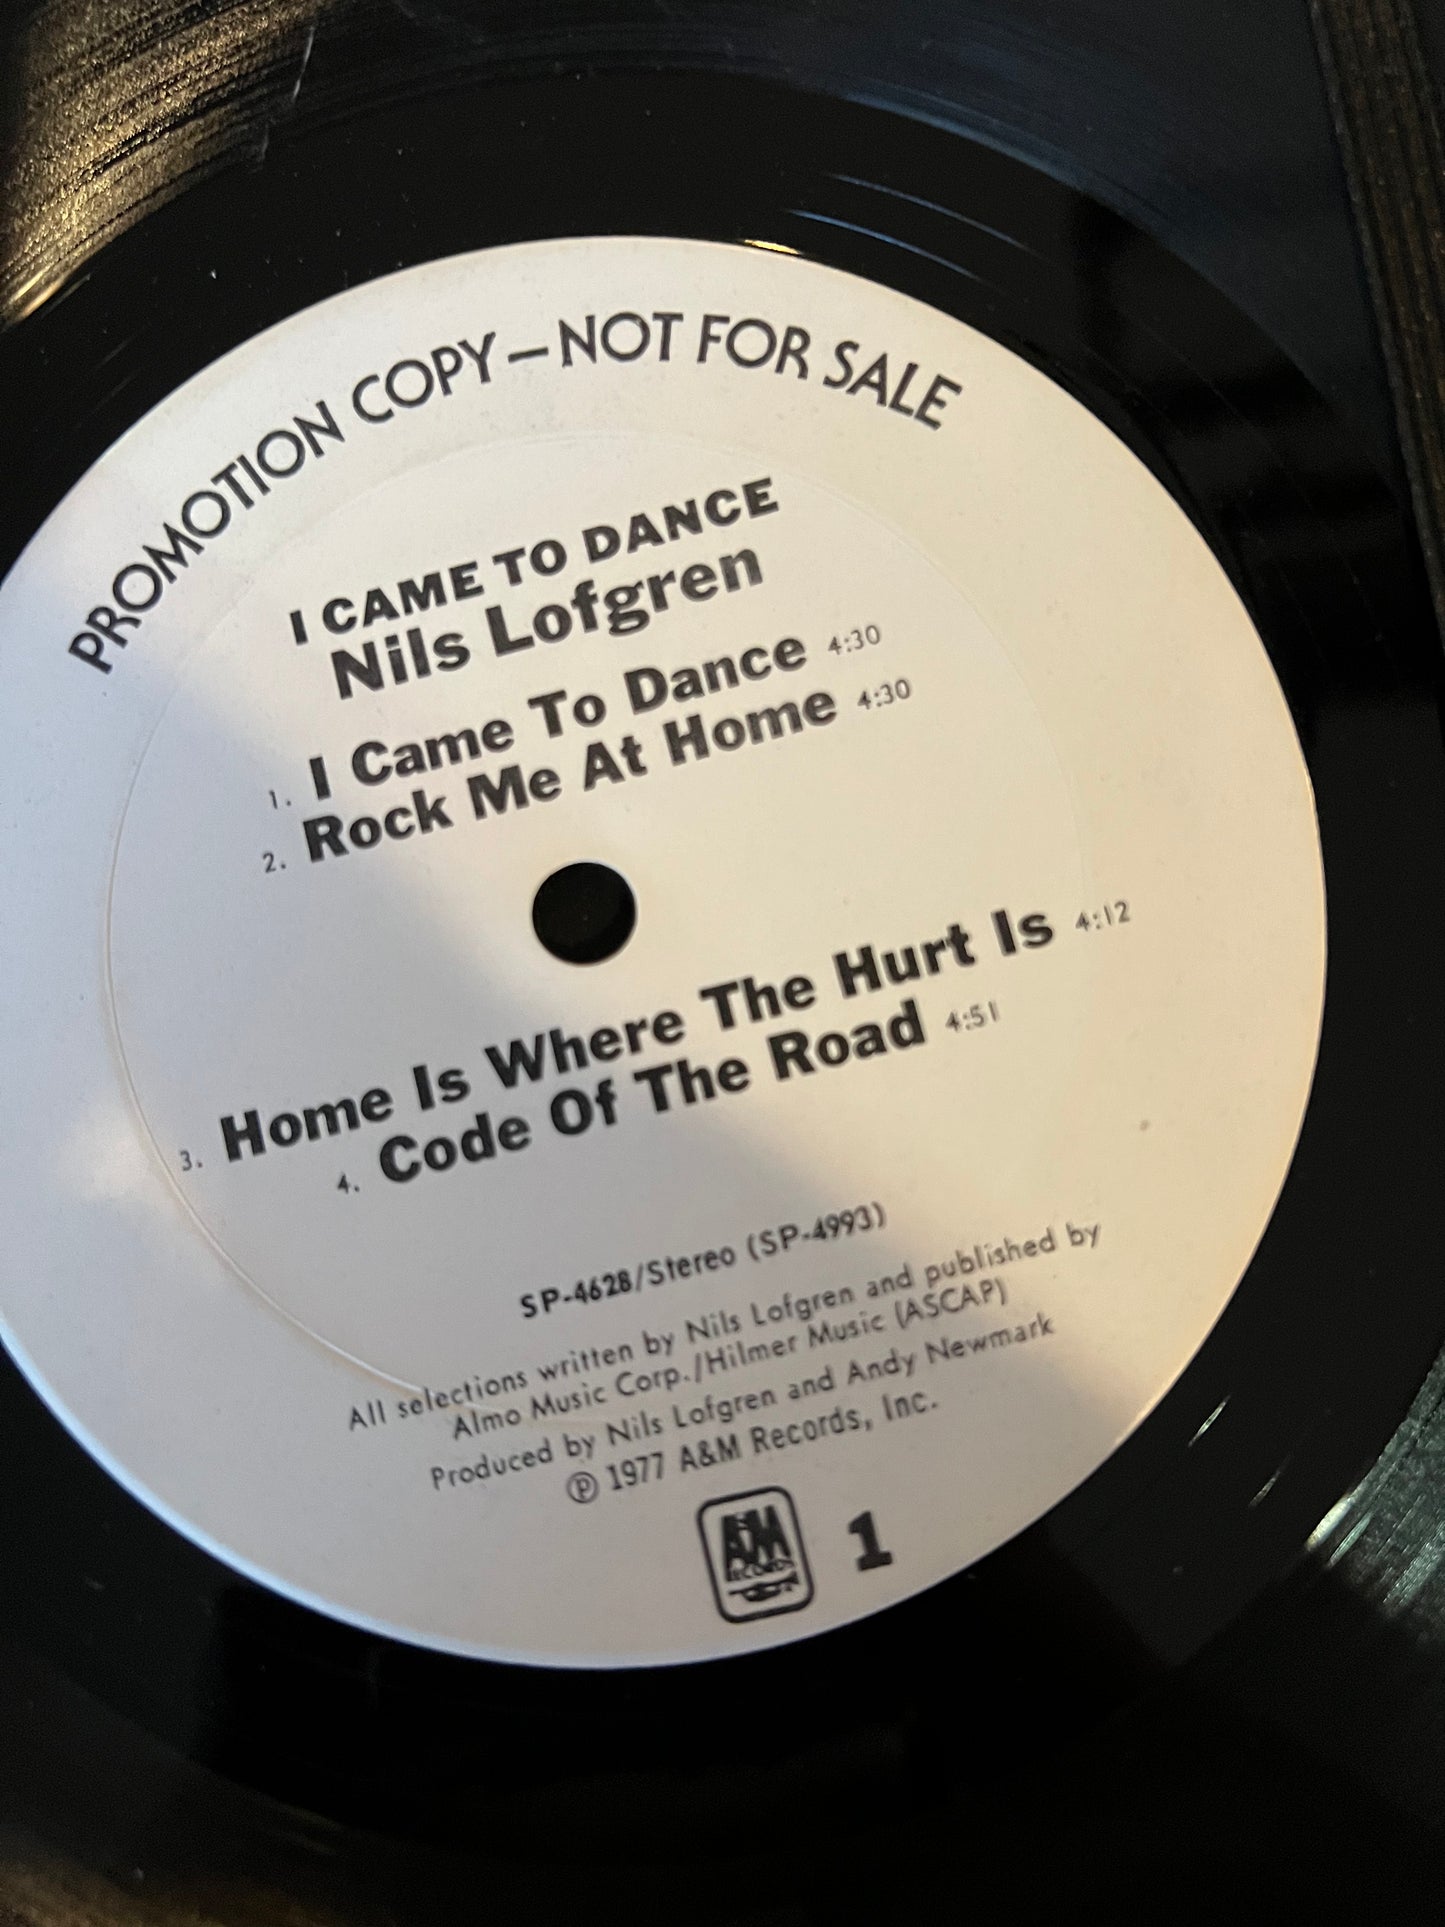 PROMOTION COPY — NOT FOR SALE
I CAME TO DANCE
Nils Lofgren
1. I Came To Dance 4:30
2. Rock Me At Home 4:30
3. Home Is Where The Hurt Is 4:12
4. Code Of The Road 4:51
SP-4628/Stereo (SP-4993)
All selections written by Nils Lofgren and published by
Almo Music Corp./Hilmer Music (ASCAP)
Produced by Nils Lofgren and Andy Newmark
℗ 1977 A&M Records, Inc.
A&M
RECORDS
1